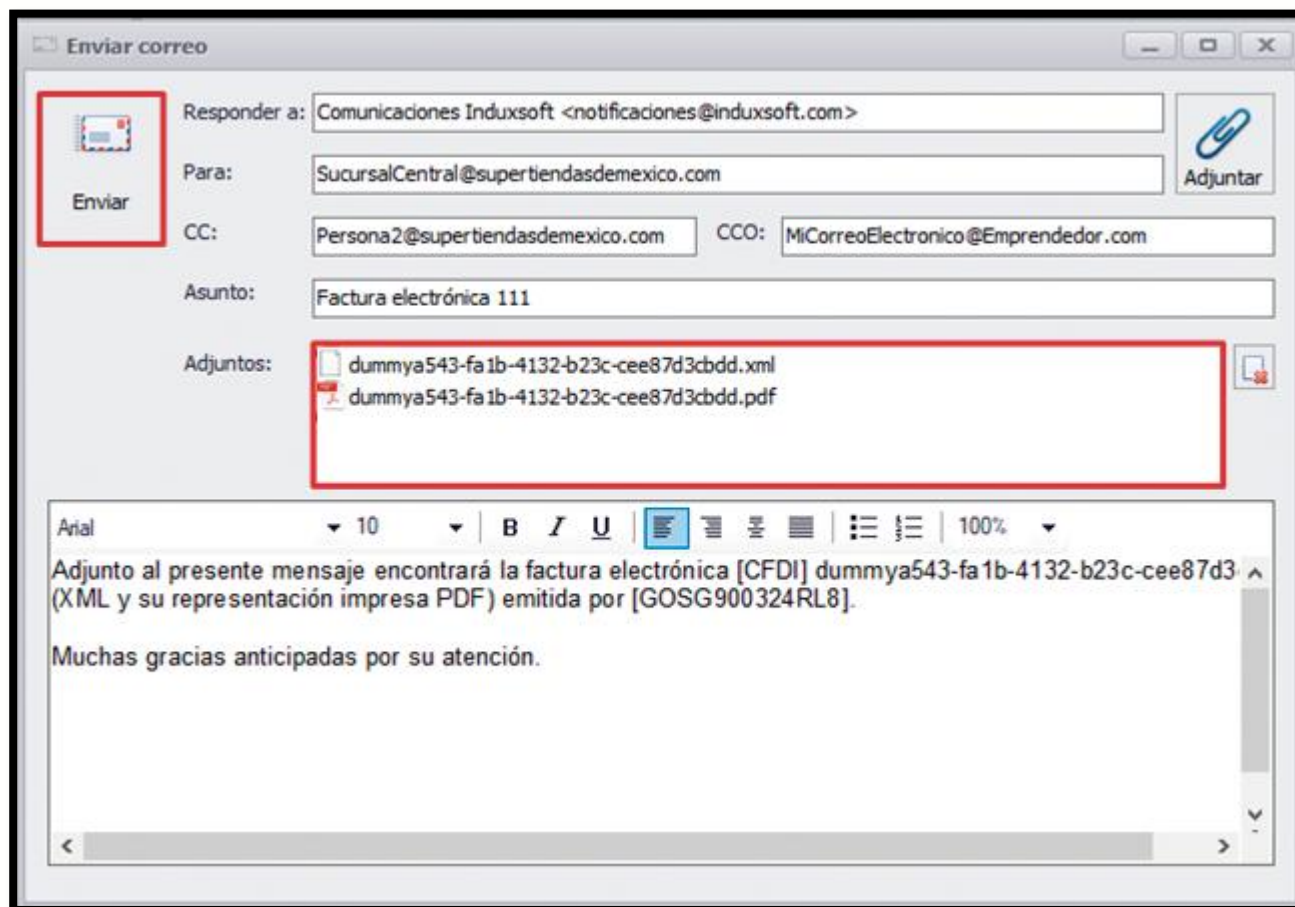 Enviar correo
Enviar
Responder a: Comunicaciones Induxsoft <notificaciones@induxsoft.com>
Adjuntar
Para: SucursalCentral@supertiendasdemexico.com
CC: Persona2@supertiendasdemexico.com CCO: MiCorreoElectronico@Emprendedor.com
Asunto: Factura electrónica 111
Adjuntos: dummya543-fa1b-4132-b23c-cee87d3cbdd.xml
dummya543-fa1b-4132-b23c-cee87d3cbdd.pdf
Arial 10 B I U 100%
Adjunto al presente mensaje encontrará la factura electrónica [CFDI] dummya543-fa1b-4132-b23c-cee87d3
(XML y su representación impresa PDF) emitida por [GOSG900324RL8].
Muchas gracias anticipadas por su atención.